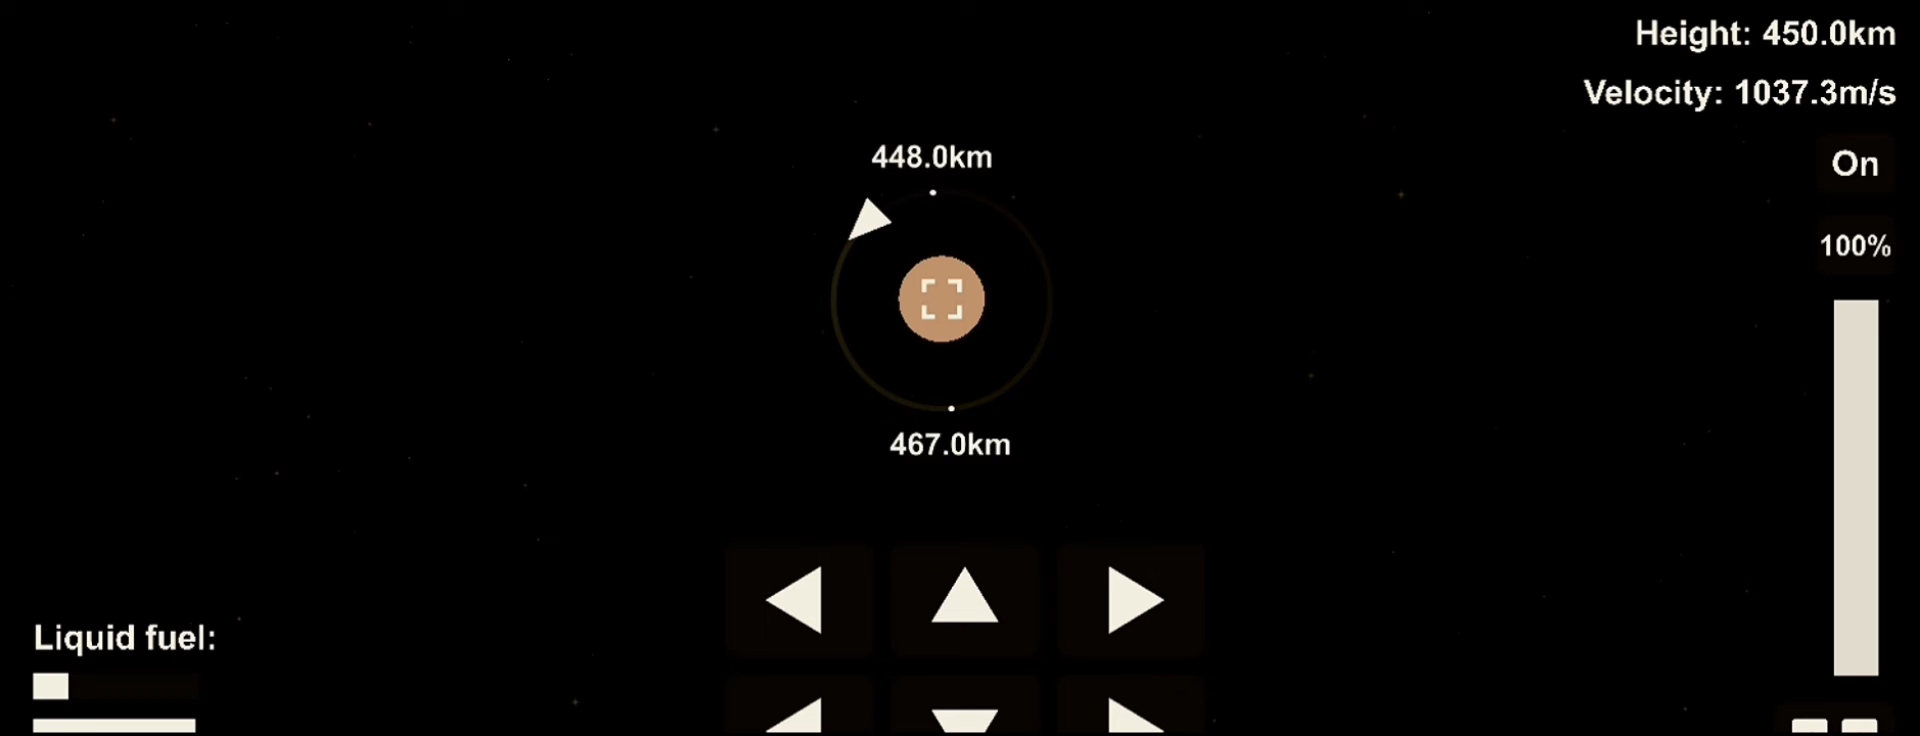 Height: 450.0km
Velocity: 1037.3m/s
448.0km
On
100%
467.0km
Liquid fuel: